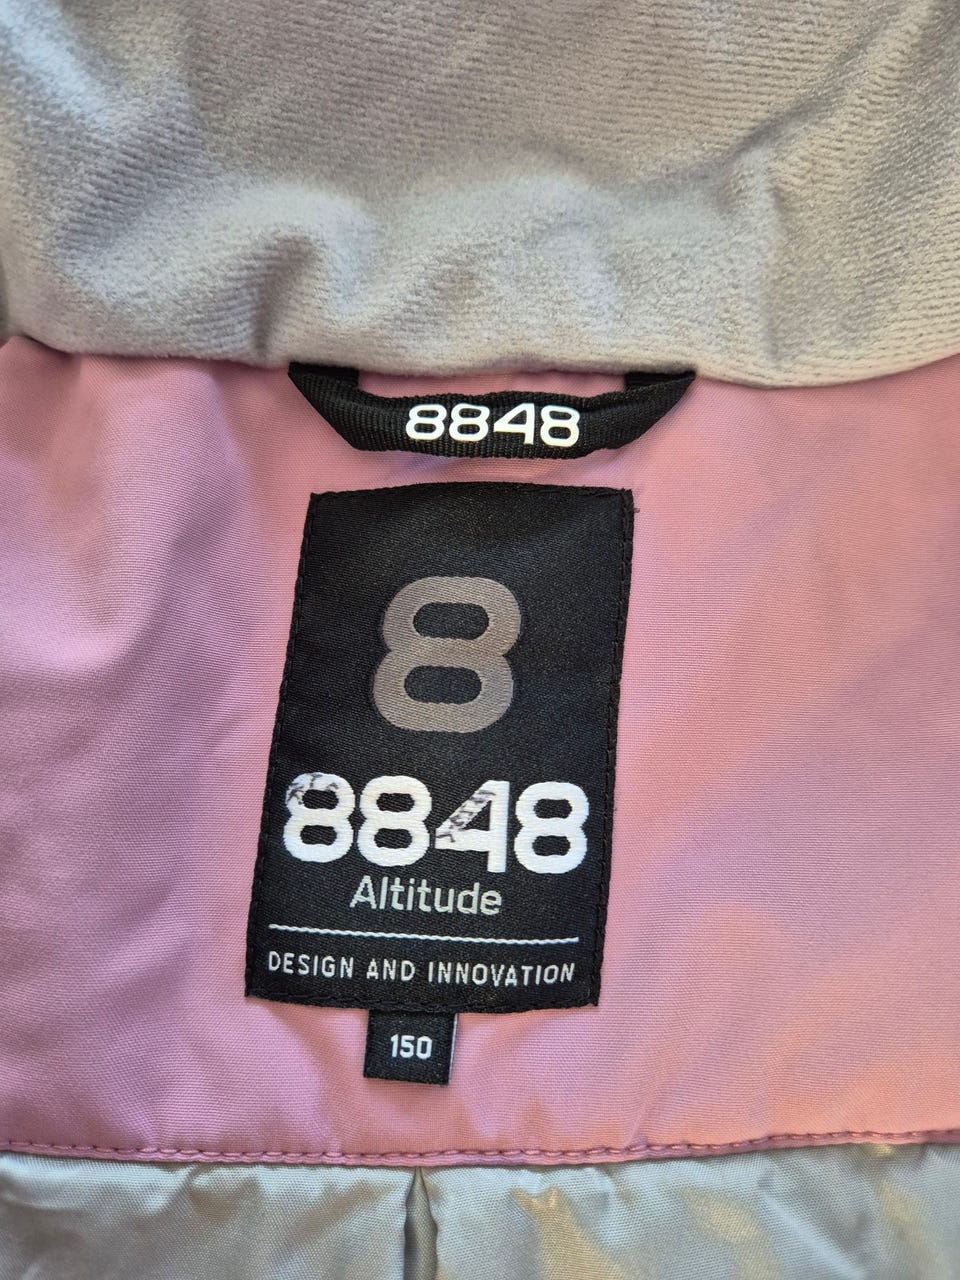 8848
8
8848
Altitude
DESIGN AND INNOVATION
150